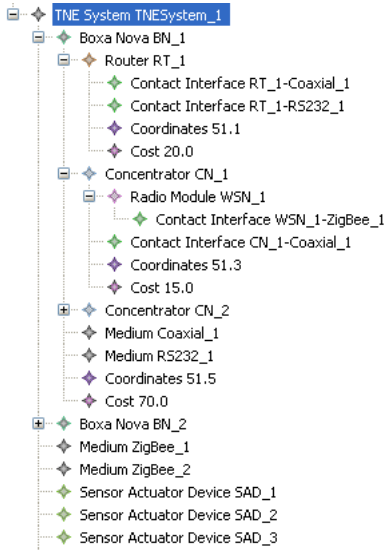 TNE System TNESystem_1
Boxa Nova BN_1
Router RT_1
Contact Interface RT_1-Coaxial_1
Contact Interface RT_1-RS232_1
Coordinates 51.1
Cost 20.0
Concentrator CN_1
Radio Module WSN_1
Contact Interface WSN_1-ZigBee_1
Contact Interface CN_1-Coaxial_1
Coordinates 51.3
Cost 15.0
Concentrator CN_2
Medium Coaxial_1
Medium RS232_1
Coordinates 51.5
Cost 70.0
Boxa Nova BN_2
Medium ZigBee_1
Medium ZigBee_2
Sensor Actuator Device SAD_1
Sensor Actuator Device SAD_2
Sensor Actuator Device SAD_3